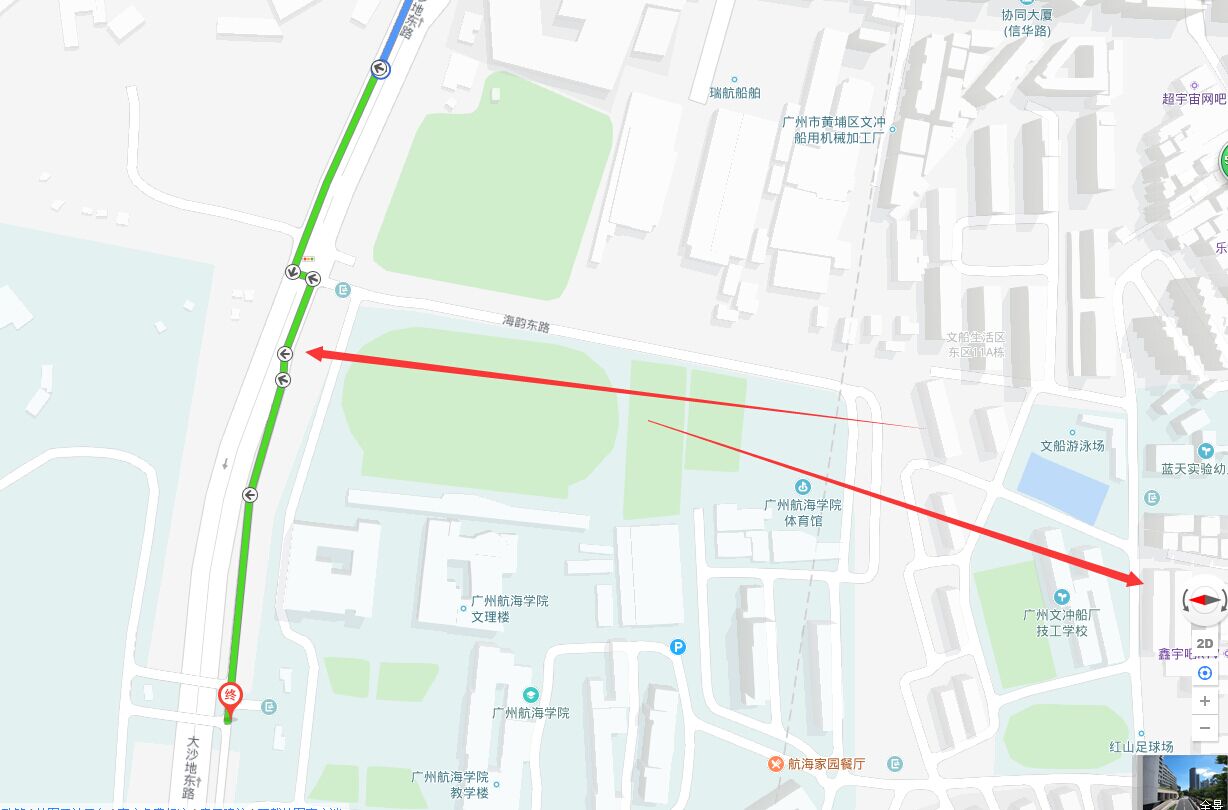 沙地东路
协同大厦
(信华路)
瑞航船舶
超宇宙网吧
广州市黄埔区文冲
船用机械加工厂
乐
海韵东路
文船生活区
东区11A栋
文船游泳场
蓝天实验幼
广州航海学院
体育馆
广州航海学院
文理楼
广州文冲船厂
技工学校
2D
鑫宇吧KTV
P
终
广州航海学院
大沙地东路
红山足球场
航海家园餐厅
广州航海学院
教学楼
全景